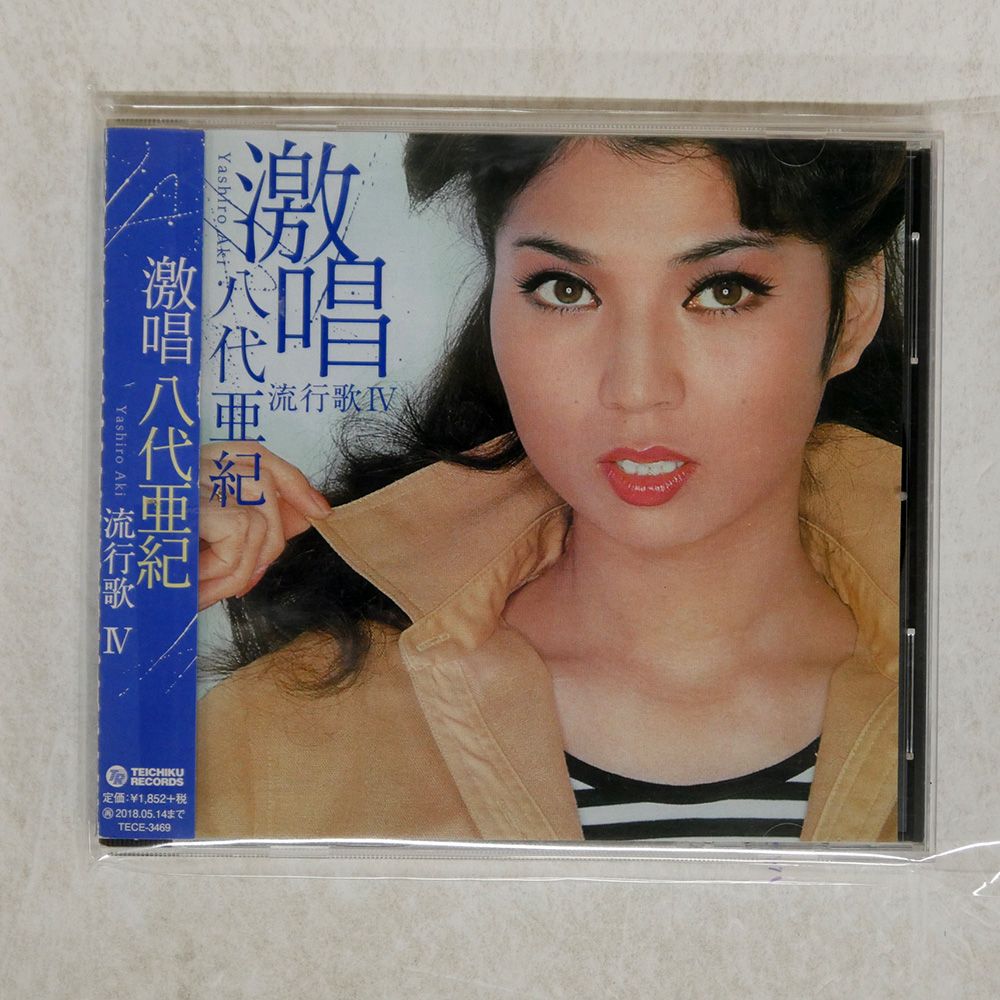 激唱
八代亜紀
Yashiro Aki
流行歌 Ⅳ
TR
TEICHIKU
RECORDS
定価:¥1,852+税
再 2018.05.14まで
TECE-3469
激唱
Yashiro Aki
八代亜紀
流行歌Ⅳ